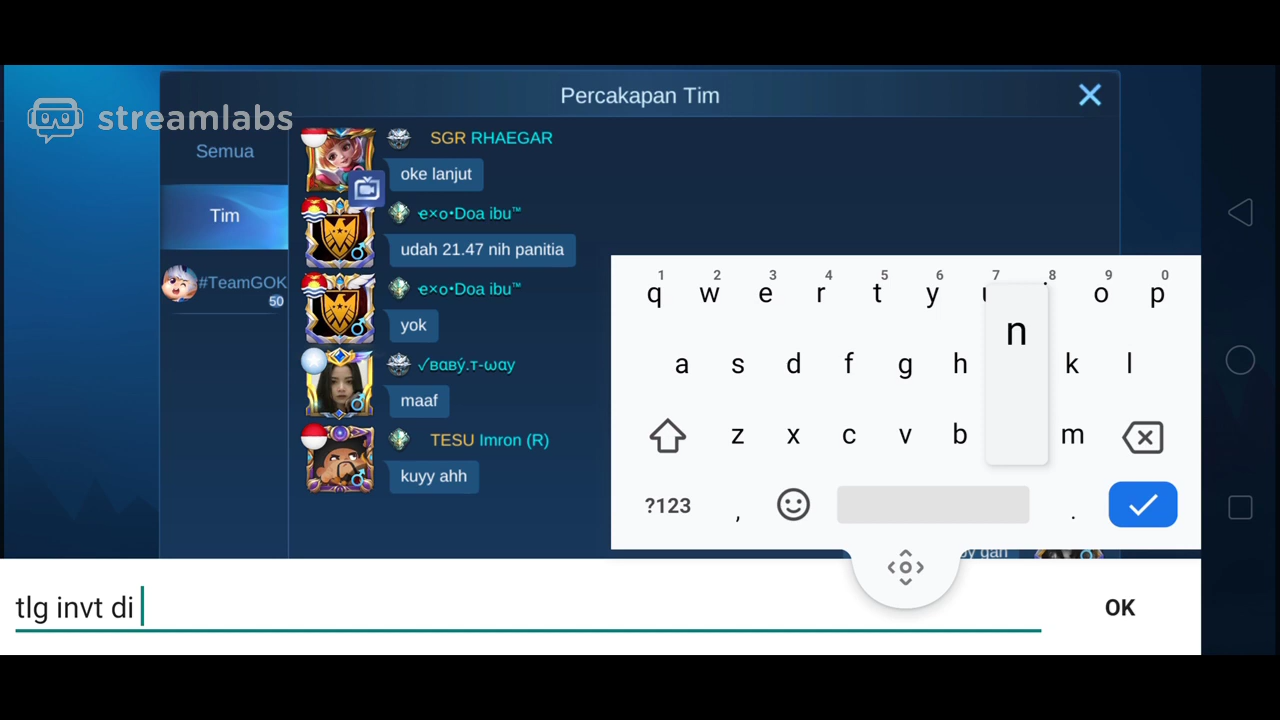 streamlabs
Percakapan Tim
Semua
Tim
#TeamGOK
50
SGR RHAEGAR
oke lanjut
e×o•Doa ibu™
udah 21.47 nih panitia
e×o•Doa ibu™
yok
√вαвý.т-ωαy
maaf
TESU Imron (R)
kuyy ahh
1 2 3 4 5 6 7 8 9 0
q w e r t y o p
n
a s d f g h k l
z x c v b m
?123 , .
gan
tlg invt di
OK